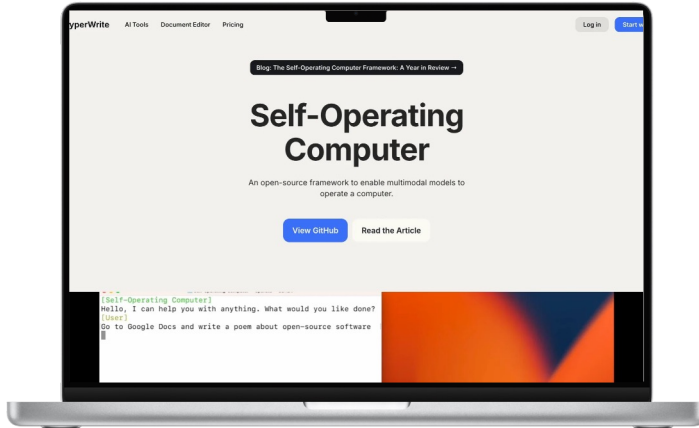 yperWrite AI Tools Document Editor Pricing Log in Start w
Blog: The Self-Operating Computer Framework: A Year in Review →
Self-Operating
Computer
An open-source framework to enable multimodal models to
operate a computer.
View GitHub Read the Article
[Self-Operating Computer]
Hello, I can help you with anything. What would you like done?
[User]
Go to Google Docs and write a poem about open-source software